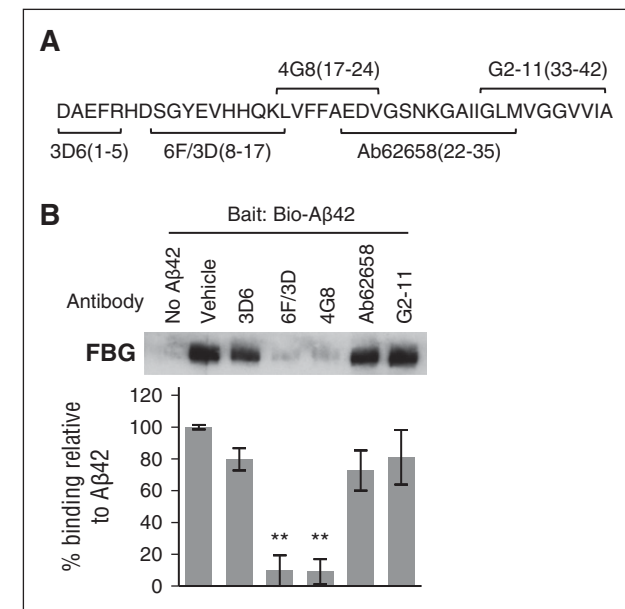 A
4G8(17-24) G2-11(33-42)
DAEFRHDSGYEVHHQKLVFFAEDVGSNKGAIIGLMVGGVVIA
3D6(1-5) 6F/3D(8-17) Ab62658(22-35)
B
Bait: Bio-Aβ42
Antibody No Aβ42 Vehicle 3D6 6F/3D 4G8 Ab62658 G2-11
FBG
% binding relative
to Aβ42
120
100
80
60
40
20
0
** **